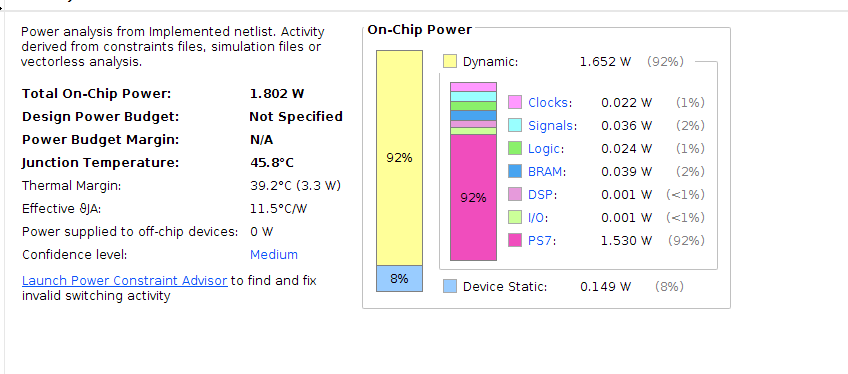 Power analysis from Implemented netlist. Activity
derived from constraints files, simulation files or
vectorless analysis.
Total On-Chip Power: 1.802 W
Design Power Budget: Not Specified
Power Budget Margin: N/A
Junction Temperature: 45.8°C
Thermal Margin: 39.2°C (3.3 W)
Effective ϑJA: 11.5°C/W
Power supplied to off-chip devices: 0 W
Confidence level: Medium
Launch Power Constraint Advisor to find and fix
invalid switching activity
On-Chip Power
92%
8%
Dynamic: 1.652 W (92%)
92%
Clocks: 0.022 W (1%)
Signals: 0.036 W (2%)
Logic: 0.024 W (1%)
BRAM: 0.039 W (2%)
DSP: 0.001 W (<1%)
I/O: 0.001 W (<1%)
PS7: 1.530 W (92%)
Device Static: 0.149 W (8%)